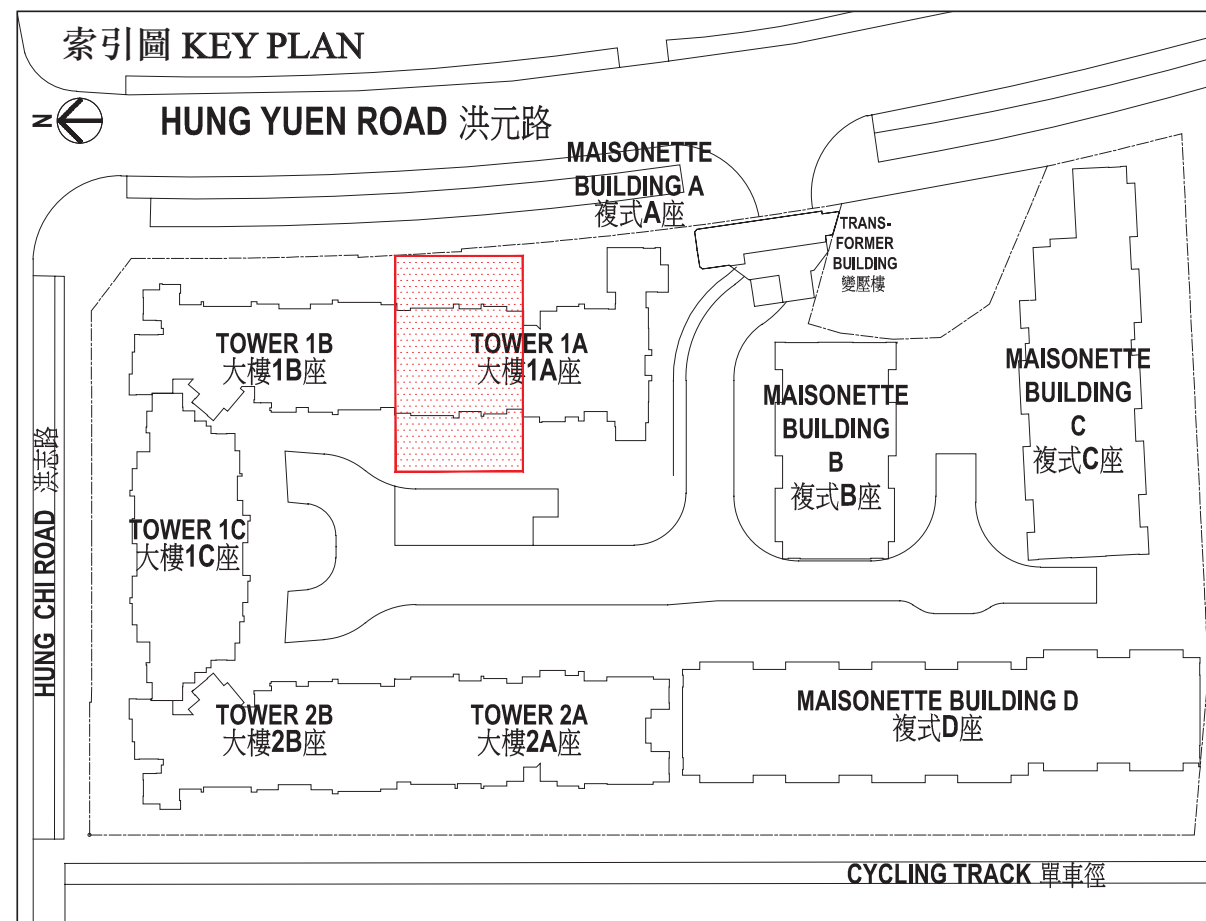 索引圖 KEY PLAN
N
HUNG YUEN ROAD 洪元路
MAISONETTE
BUILDING A
複式A座
TRANS-
FORMER
BUILDING
變壓樓
TOWER 1B
大樓1B座
TOWER 1A
大樓1A座
MAISONETTE
BUILDING
B
複式B座
MAISONETTE
BUILDING
C
複式C座
HUNG CHI ROAD 洪志路
TOWER 1C
大樓1C座
TOWER 2B
大樓2B座
TOWER 2A
大樓2A座
MAISONETTE BUILDING D
複式D座
CYCLING TRACK 單車徑